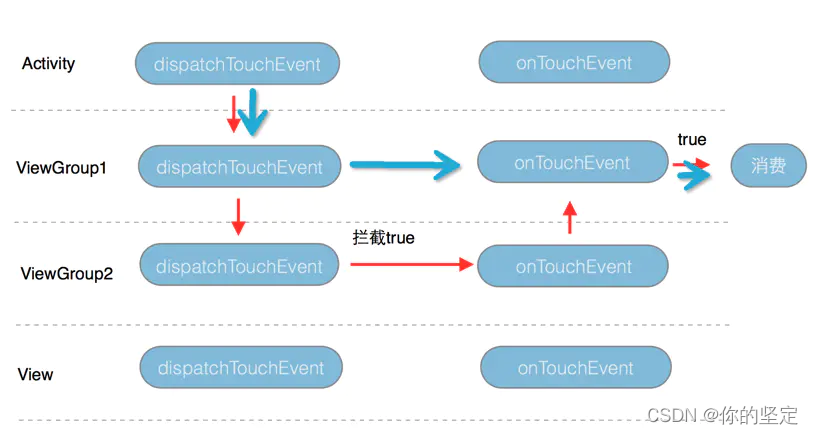 Activity dispatchTouchEvent onTouchEvent
true
ViewGroup1 dispatchTouchEvent onTouchEvent 消费
拦截true
ViewGroup2 dispatchTouchEvent onTouchEvent
View dispatchTouchEvent onTouchEvent
CSDN @你的坚定